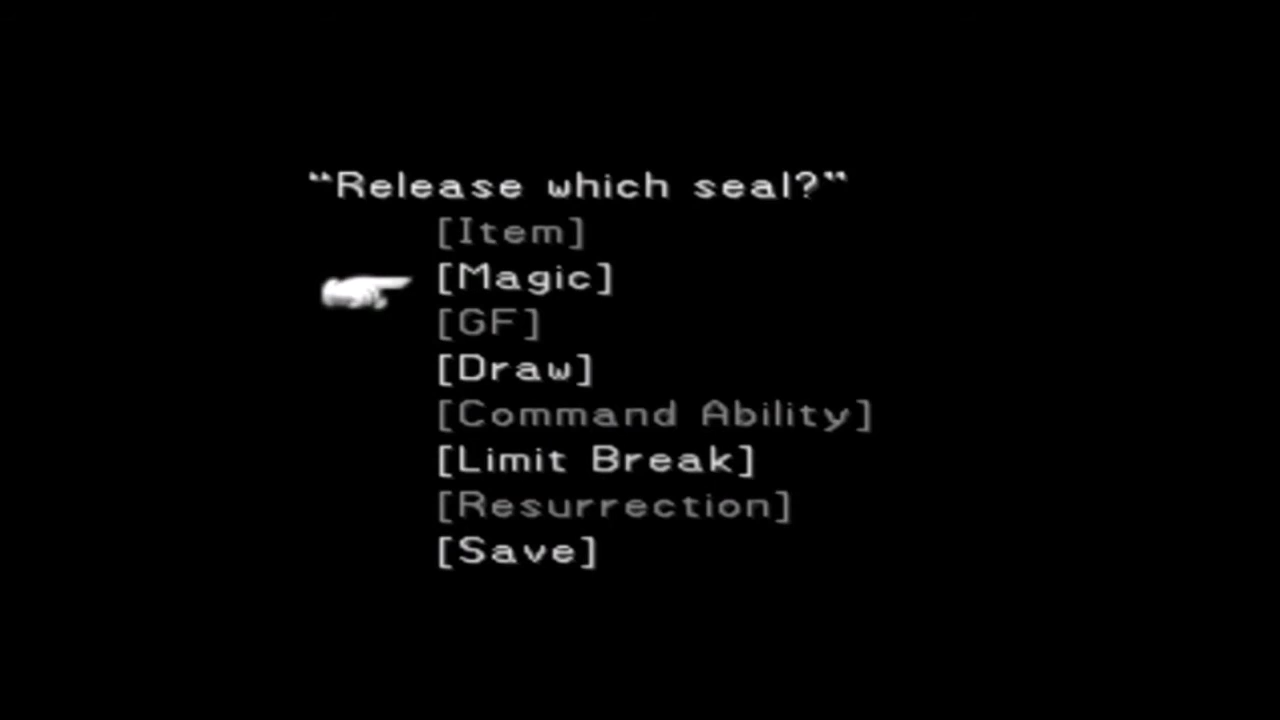 “Release which seal?”
[Item]
[Magic]
[GF]
[Draw]
[Command Ability]
[Limit Break]
[Resurrection]
[Save]